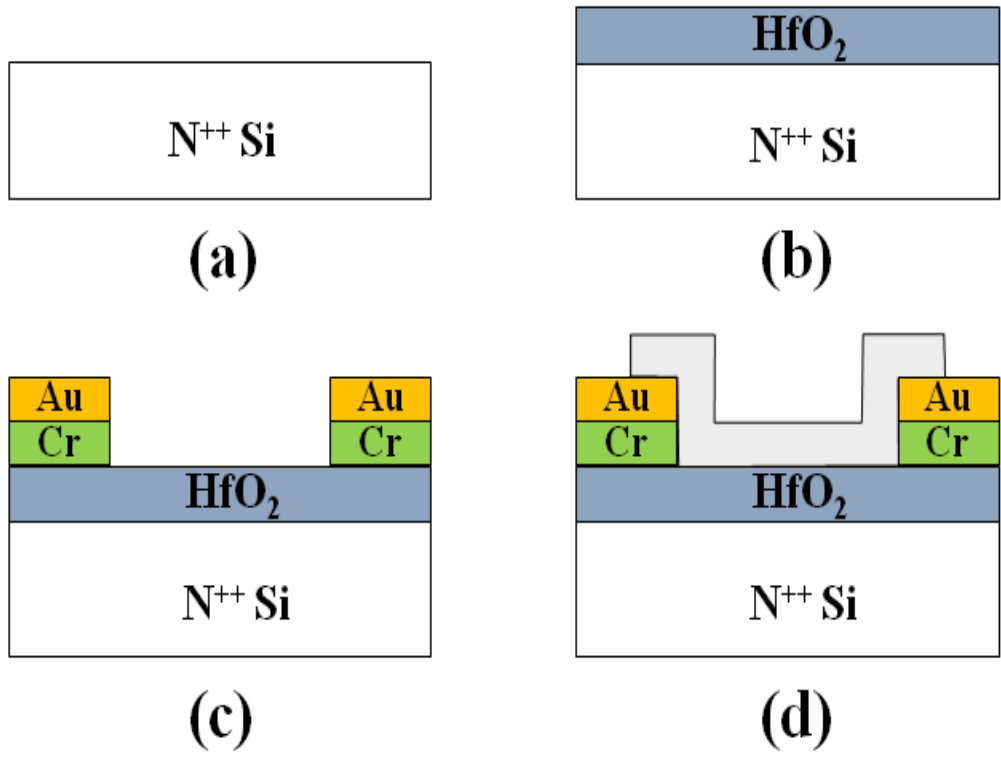 HfO₂
N⁺⁺ Si
N⁺⁺ Si
(a)
(b)
Au
Au
Cr
Cr
HfO₂
N⁺⁺ Si
(c)
Au
Au
Cr
Cr
HfO₂
N⁺⁺ Si
(d)